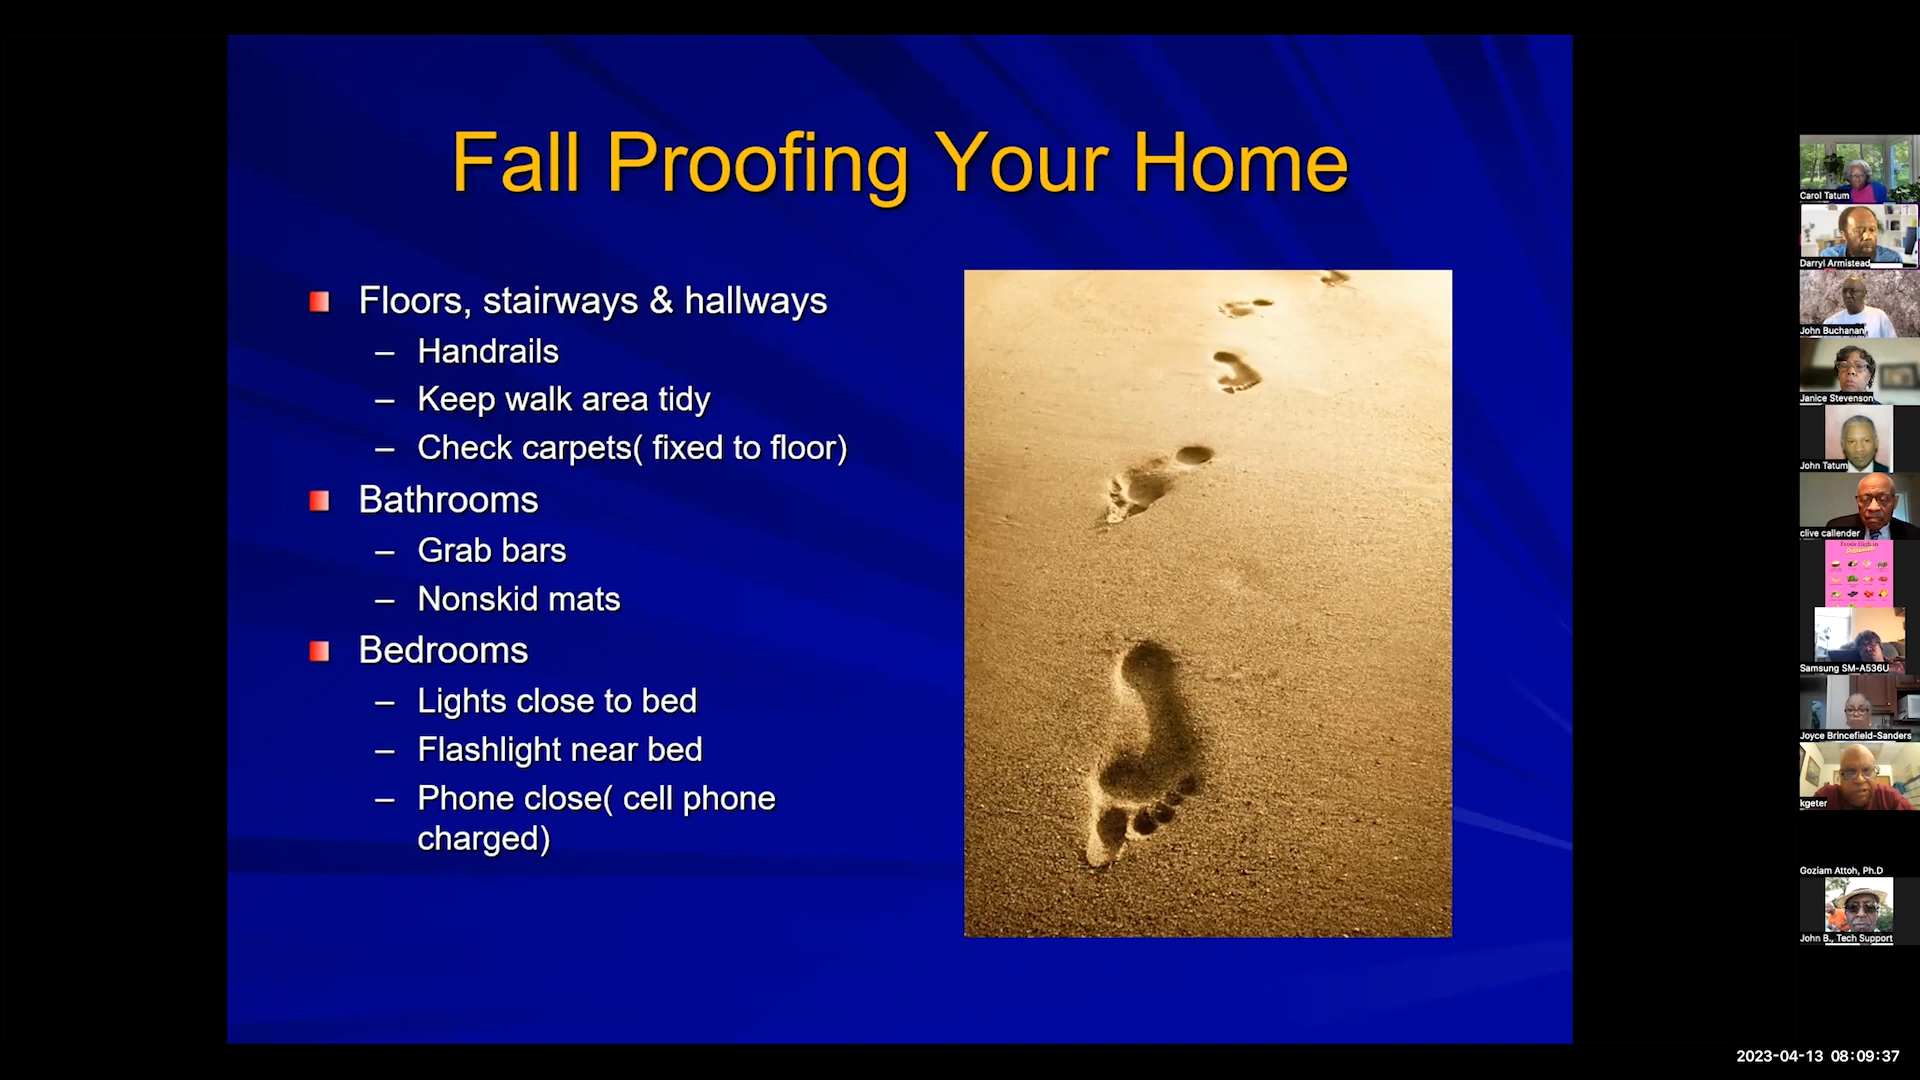 Fall Proofing Your Home
Floors, stairways & hallways
– Handrails
– Keep walk area tidy
– Check carpets( fixed to floor)
Bathrooms
– Grab bars
– Nonskid mats
Bedrooms
– Lights close to bed
– Flashlight near bed
– Phone close( cell phone
charged)
Carol Tatum
Darryl Armistead
John Buchanan
Janice Stevenson
John Tatum
clive callender
Foods High in
Samsung SM-A536U
Joyce Brincefield-Sanders
kgeter
Goziam Attoh, Ph.D
John B., Tech Support
2023-04-13 08:09:37